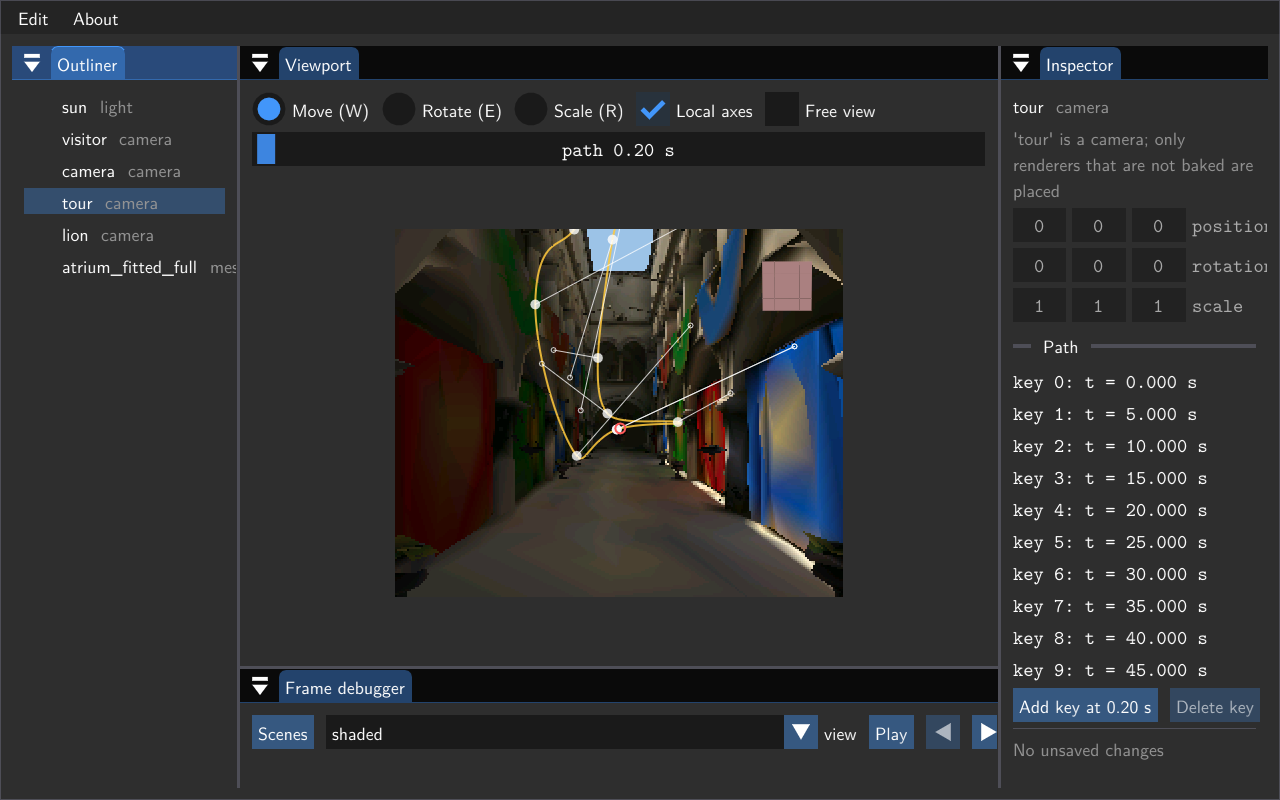 Edit About
Outliner
sun light
visitor camera
camera camera
tour camera
lion camera
atrium_fitted_full mes
Viewport
Move (W) Rotate (E) Scale (R) Local axes Free view
path 0.20 s
Frame debugger
Scenes shaded view Play
Inspector
tour camera
'tour' is a camera; only
renderers that are not baked are
placed
0 0 0 position
0 0 0 rotation
1 1 1 scale
Path
key 0: t = 0.000 s
key 1: t = 5.000 s
key 2: t = 10.000 s
key 3: t = 15.000 s
key 4: t = 20.000 s
key 5: t = 25.000 s
key 6: t = 30.000 s
key 7: t = 35.000 s
key 8: t = 40.000 s
key 9: t = 45.000 s
Add key at 0.20 s Delete key
No unsaved changes